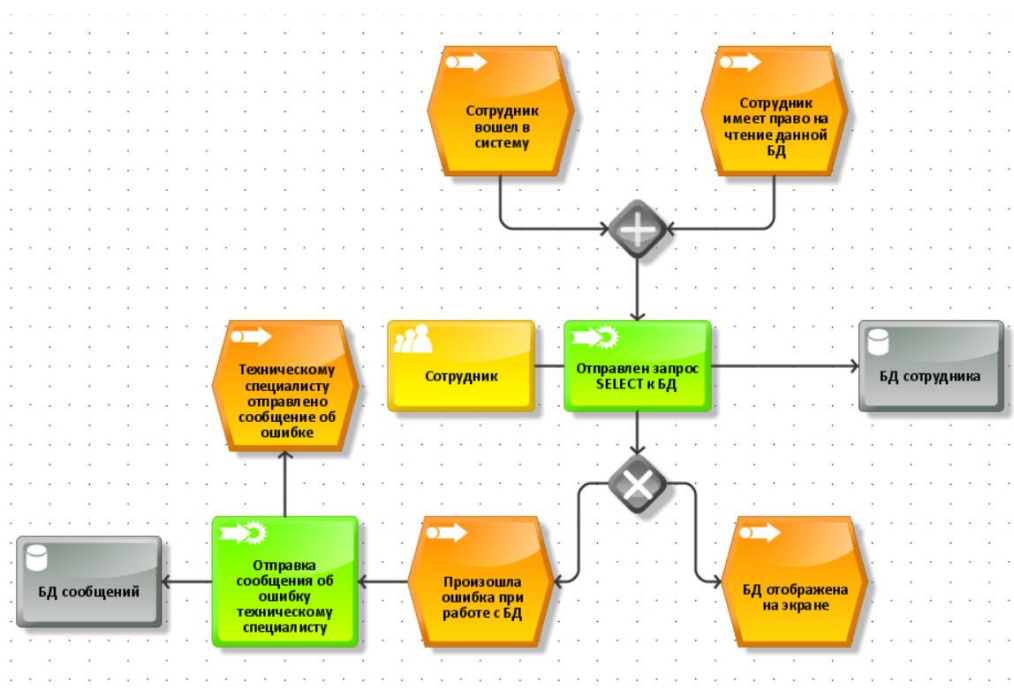 Сотрудник
вошел в
систему
Сотрудник
имеет право на
чтение данной
БД
Техническому
специалисту
отправлено
сообщение об
ошибке
Сотрудник
Отправлен запрос
SELECT к БД
БД сотрудника
БД сообщений
Отправка
сообщения об
ошибку
техническому
специалисту
Произошла
ошибка при
работе с БД
БД отображена
на экране